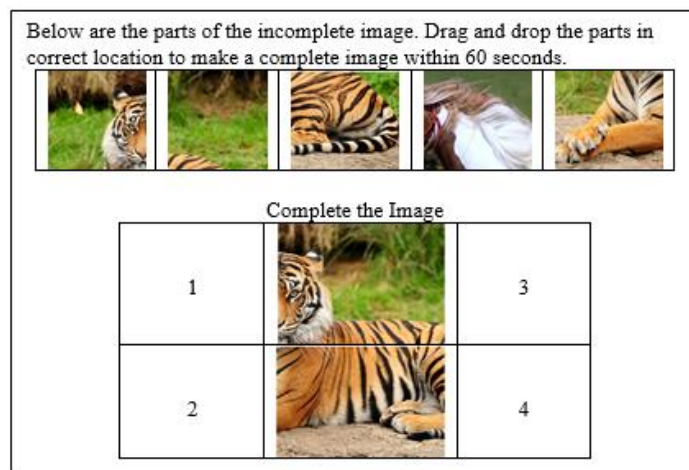 Below are the parts of the incomplete image. Drag and drop the parts in
correct location to make a complete image within 60 seconds.
Complete the Image
1
3
2
4